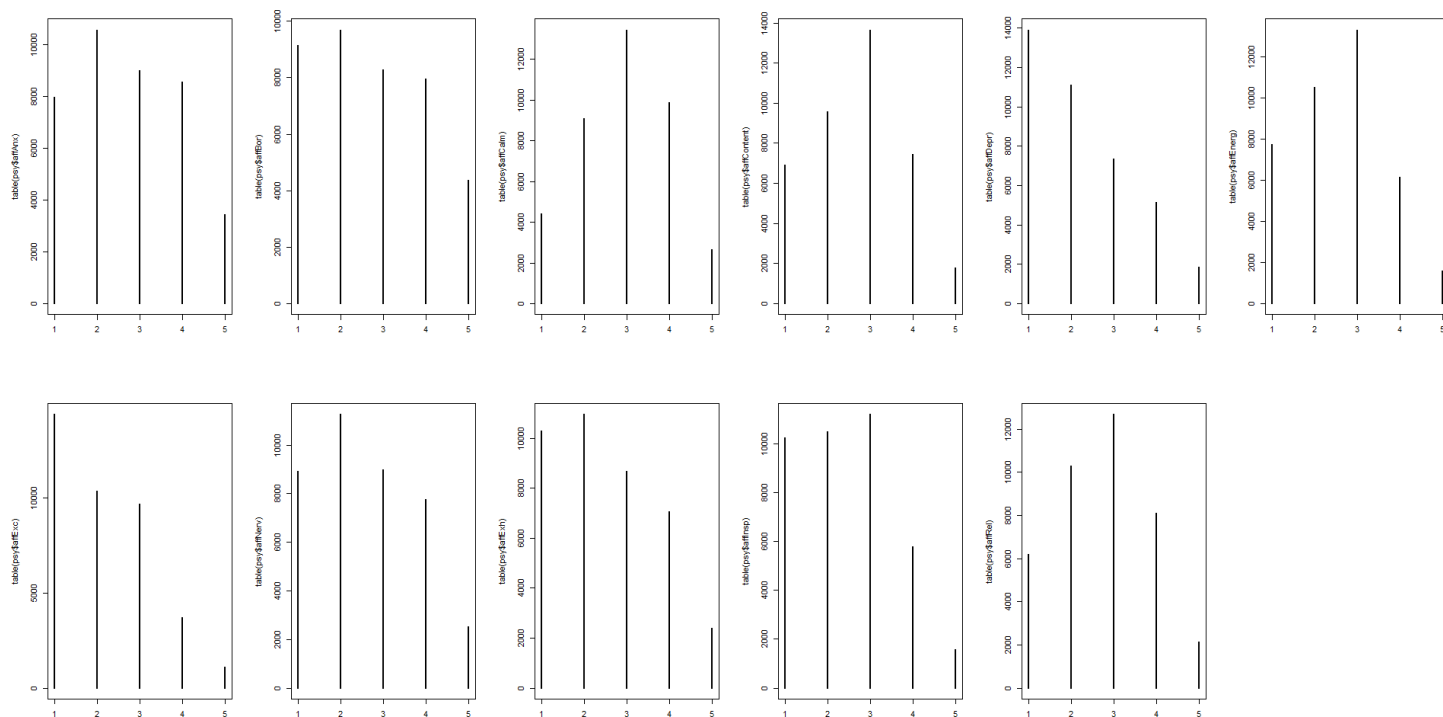 table(psy$affAnx)
0 2000 4000 6000 8000 10000
1 2 3 4 5
table(psy$affBor)
0 2000 4000 6000 8000 10000
1 2 3 4 5
table(psy$affCalm)
0 2000 4000 6000 8000 10000 12000
1 2 3 4 5
table(psy$affContent)
0 2000 4000 6000 8000 10000 12000 14000
1 2 3 4 5
table(psy$affDepr)
0 2000 4000 6000 8000 10000 12000 14000
1 2 3 4 5
table(psy$affEnerg)
0 2000 4000 6000 8000 10000 12000
1 2 3 4 5
table(psy$affExc)
0 5000 10000
1 2 3 4 5
table(psy$affNerv)
0 2000 4000 6000 8000 10000
1 2 3 4 5
table(psy$affExh)
0 2000 4000 6000 8000 10000
1 2 3 4 5
table(psy$affInsp)
0 2000 4000 6000 8000 10000
1 2 3 4 5
table(psy$affRel)
0 2000 4000 6000 8000 10000 12000
1 2 3 4 5